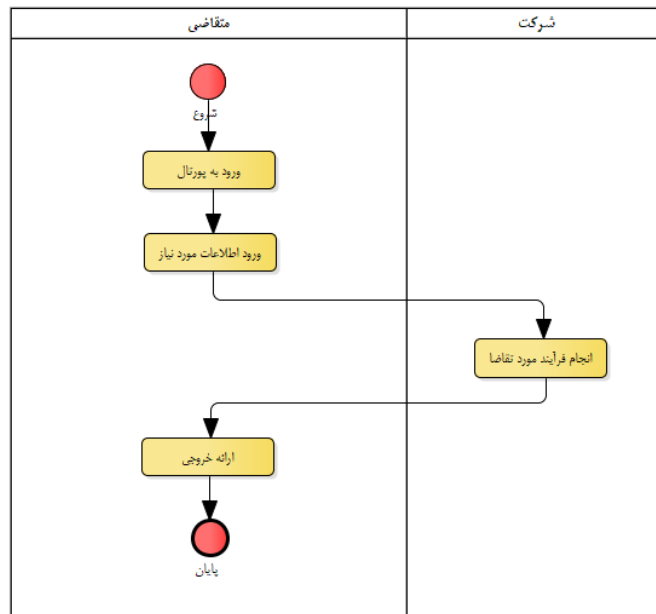 متقاضی
شرکت
شروع
ورود به پورتال
ورود اطلاعات مورد نیاز
انجام فرآیند مورد تقاضا
ارائه خروجی
پایان